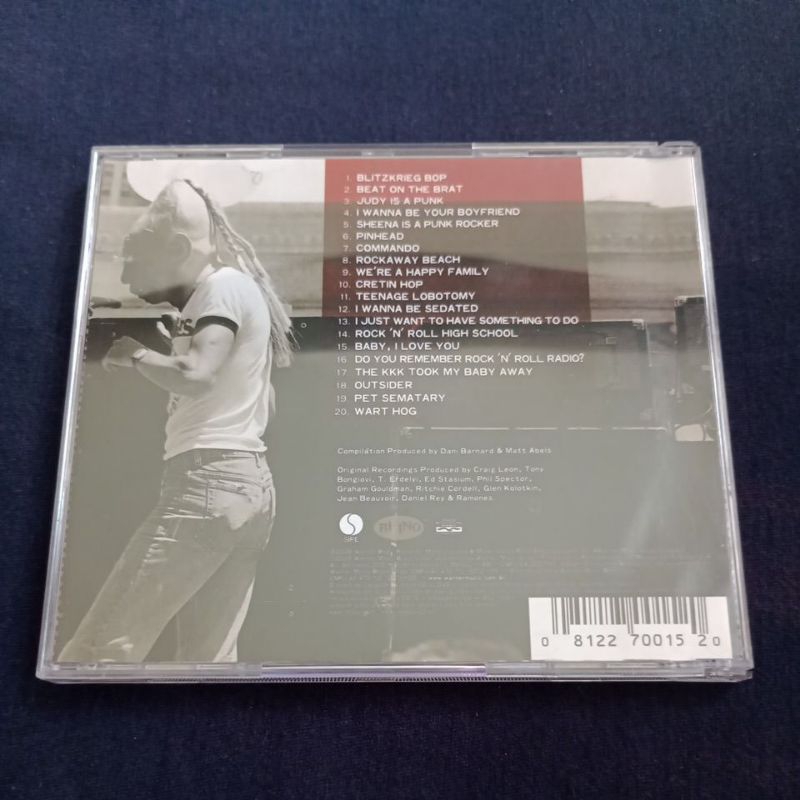 1. BLITZKRIEG BOP
2. BEAT ON THE BRAT
3. JUDY IS A PUNK
4. I WANNA BE YOUR BOYFRIEND
5. SHEENA IS A PUNK ROCKER
6. PINHEAD
7. COMMANDO
8. ROCKAWAY BEACH
9. WE'RE A HAPPY FAMILY
10. CRETIN HOP
11. TEENAGE LOBOTOMY
12. I WANNA BE SEDATED
13. I JUST WANT TO HAVE SOMETHING TO DO
14. ROCK 'N' ROLL HIGH SCHOOL
15. BABY, I LOVE YOU
16. DO YOU REMEMBER ROCK 'N' ROLL RADIO?
17. THE KKK TOOK MY BABY AWAY
18. OUTSIDER
19. PET SEMATARY
20. WART HOG
Compilation Produced by Dan Barnard & Matt Abels
Original Recordings Produced by Craig Leon, Tony
Bongiovi, T. Erdelyi, Ed Stasium, Phil Spector,
Graham Gouldman, Ritchie Cordell, Glen Kolotkin,
Jean Beauvoir, Daniel Rey & Ramones.
SIRE
RHINO
0 81227 00152 0